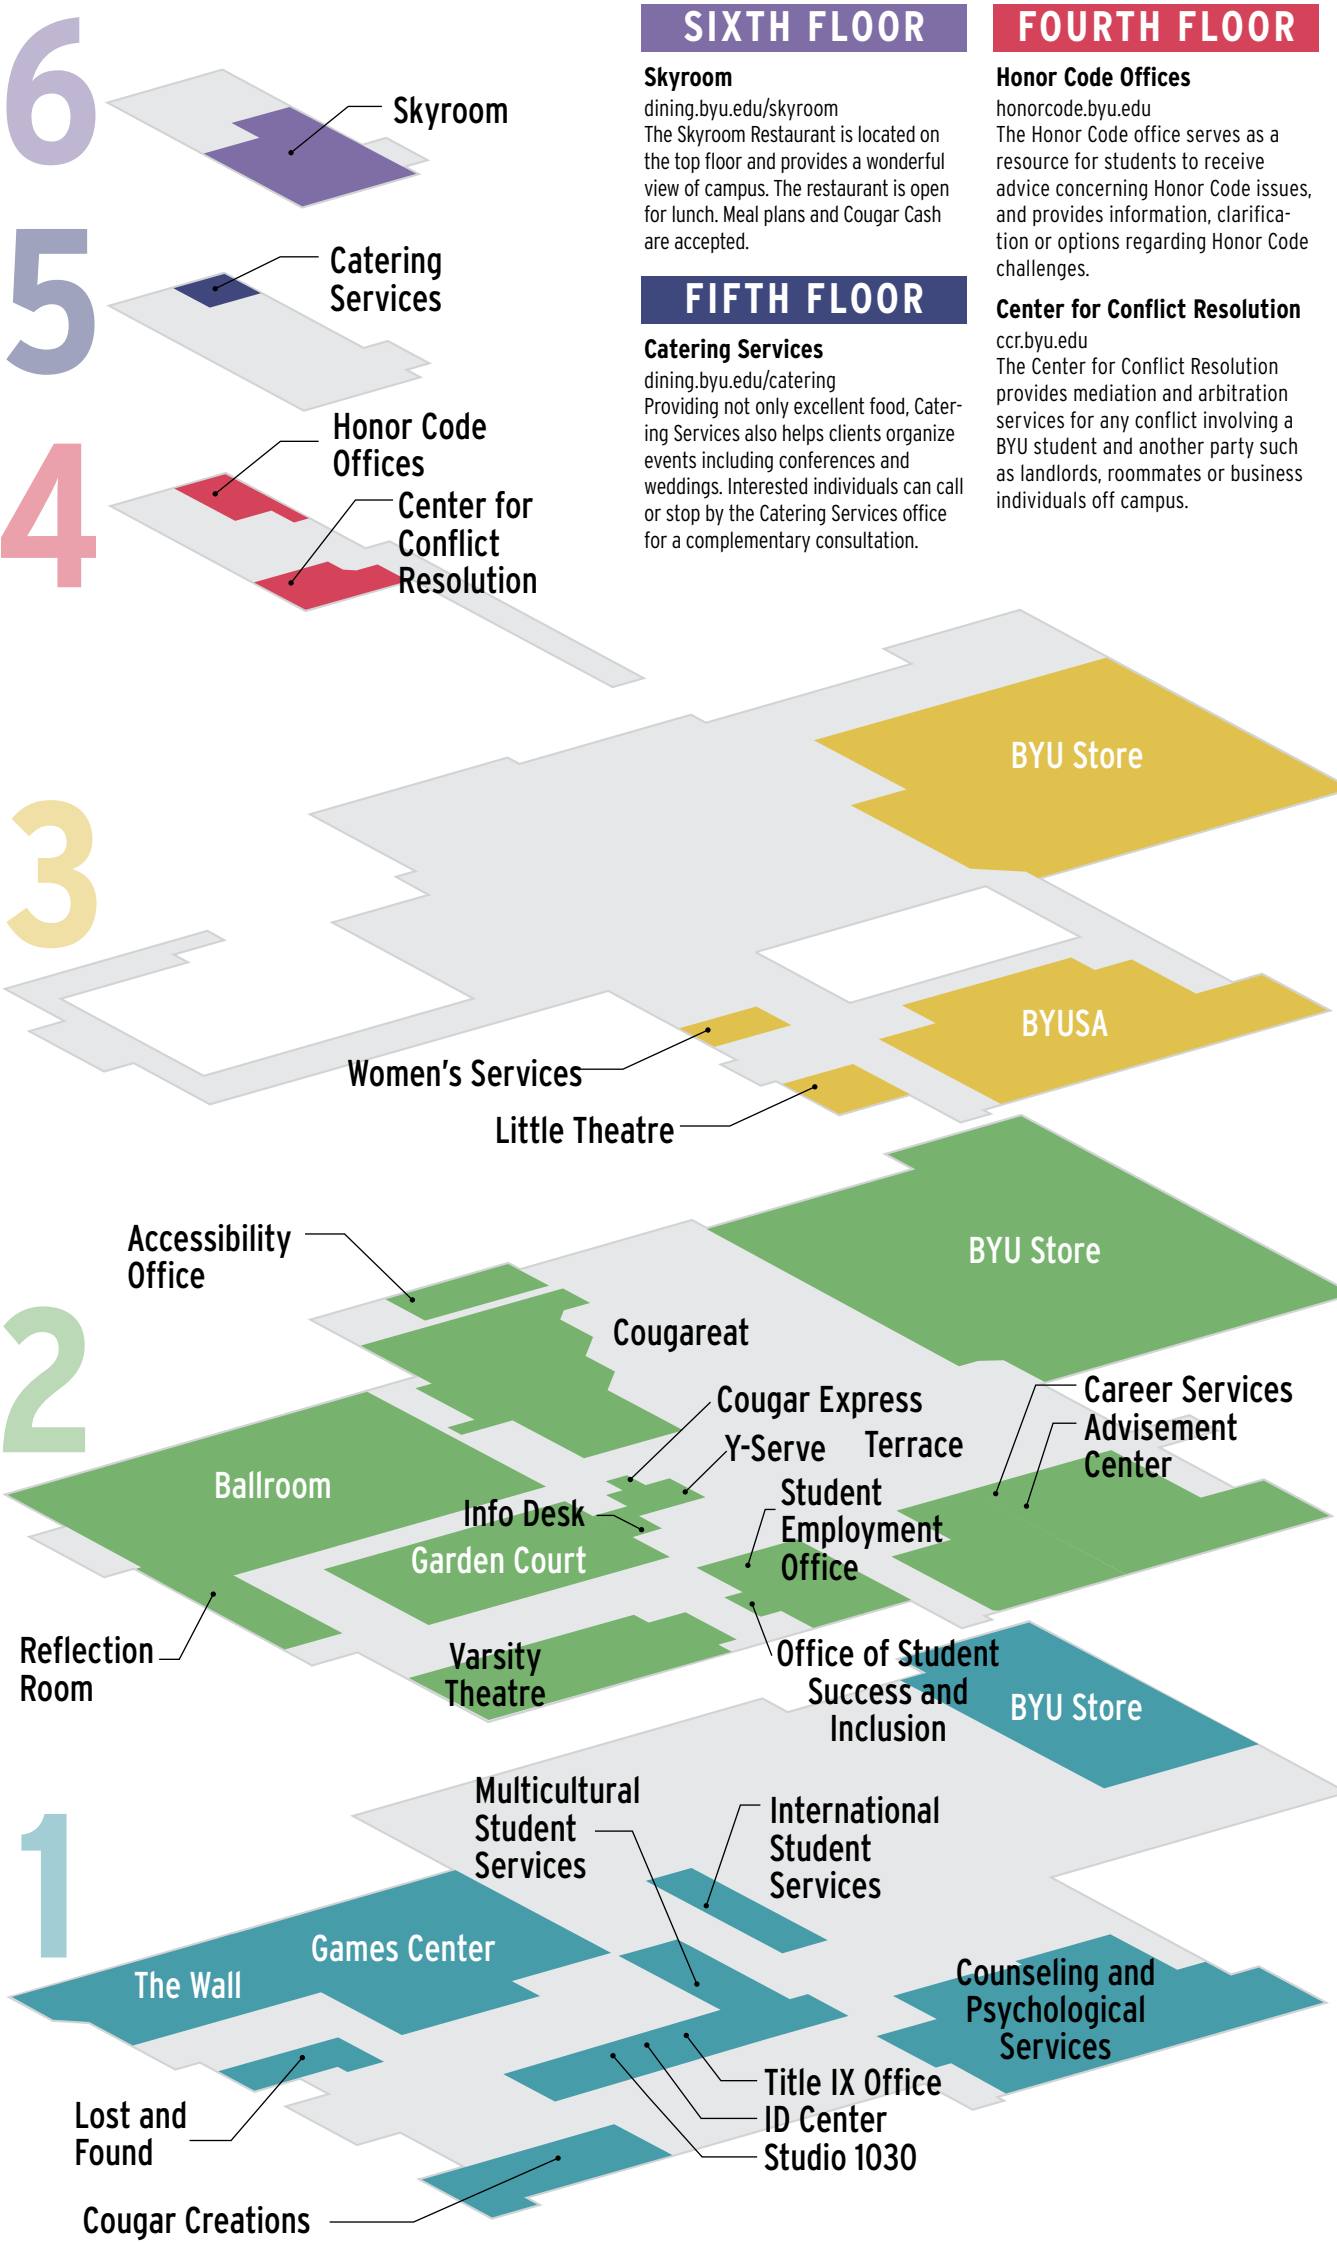 6
Skyroom
5
Catering
Services
4
Honor Code
Offices
Center for
Conflict
Resolution
SIXTH FLOOR
Skyroom
dining.byu.edu/skyroom
The Skyroom Restaurant is located on
the top floor and provides a wonderful
view of campus. The restaurant is open
for lunch. Meal plans and Cougar Cash
are accepted.
FIFTH FLOOR
Catering Services
dining.byu.edu/catering
Providing not only excellent food, Cater-
ing Services also helps clients organize
events including conferences and
weddings. Interested individuals can call
or stop by the Catering Services office
for a complementary consultation.
FOURTH FLOOR
Honor Code Offices
honorcode.byu.edu
The Honor Code office serves as a
resource for students to receive
advice concerning Honor Code issues,
and provides information, clarifica-
tion or options regarding Honor Code
challenges.
Center for Conflict Resolution
ccr.byu.edu
The Center for Conflict Resolution
provides mediation and arbitration
services for any conflict involving a
BYU student and another party such
as landlords, roommates or business
individuals off campus.
3
BYU Store
BYUSA
Women's Services
Little Theatre
2
Accessibility
Office
BYU Store
Cougareat
Cougar Express
Y-Serve
Terrace
Career Services
Advisement
Center
Ballroom
Info Desk
Garden Court
Student
Employment
Office
Reflection
Room
Varsity
Theatre
Office of Student
Success and
Inclusion
1
BYU Store
Multicultural
Student
Services
International
Student
Services
Games Center
The Wall
Counseling and
Psychological
Services
Title IX Office
ID Center
Studio 1030
Lost and
Found
Cougar Creations